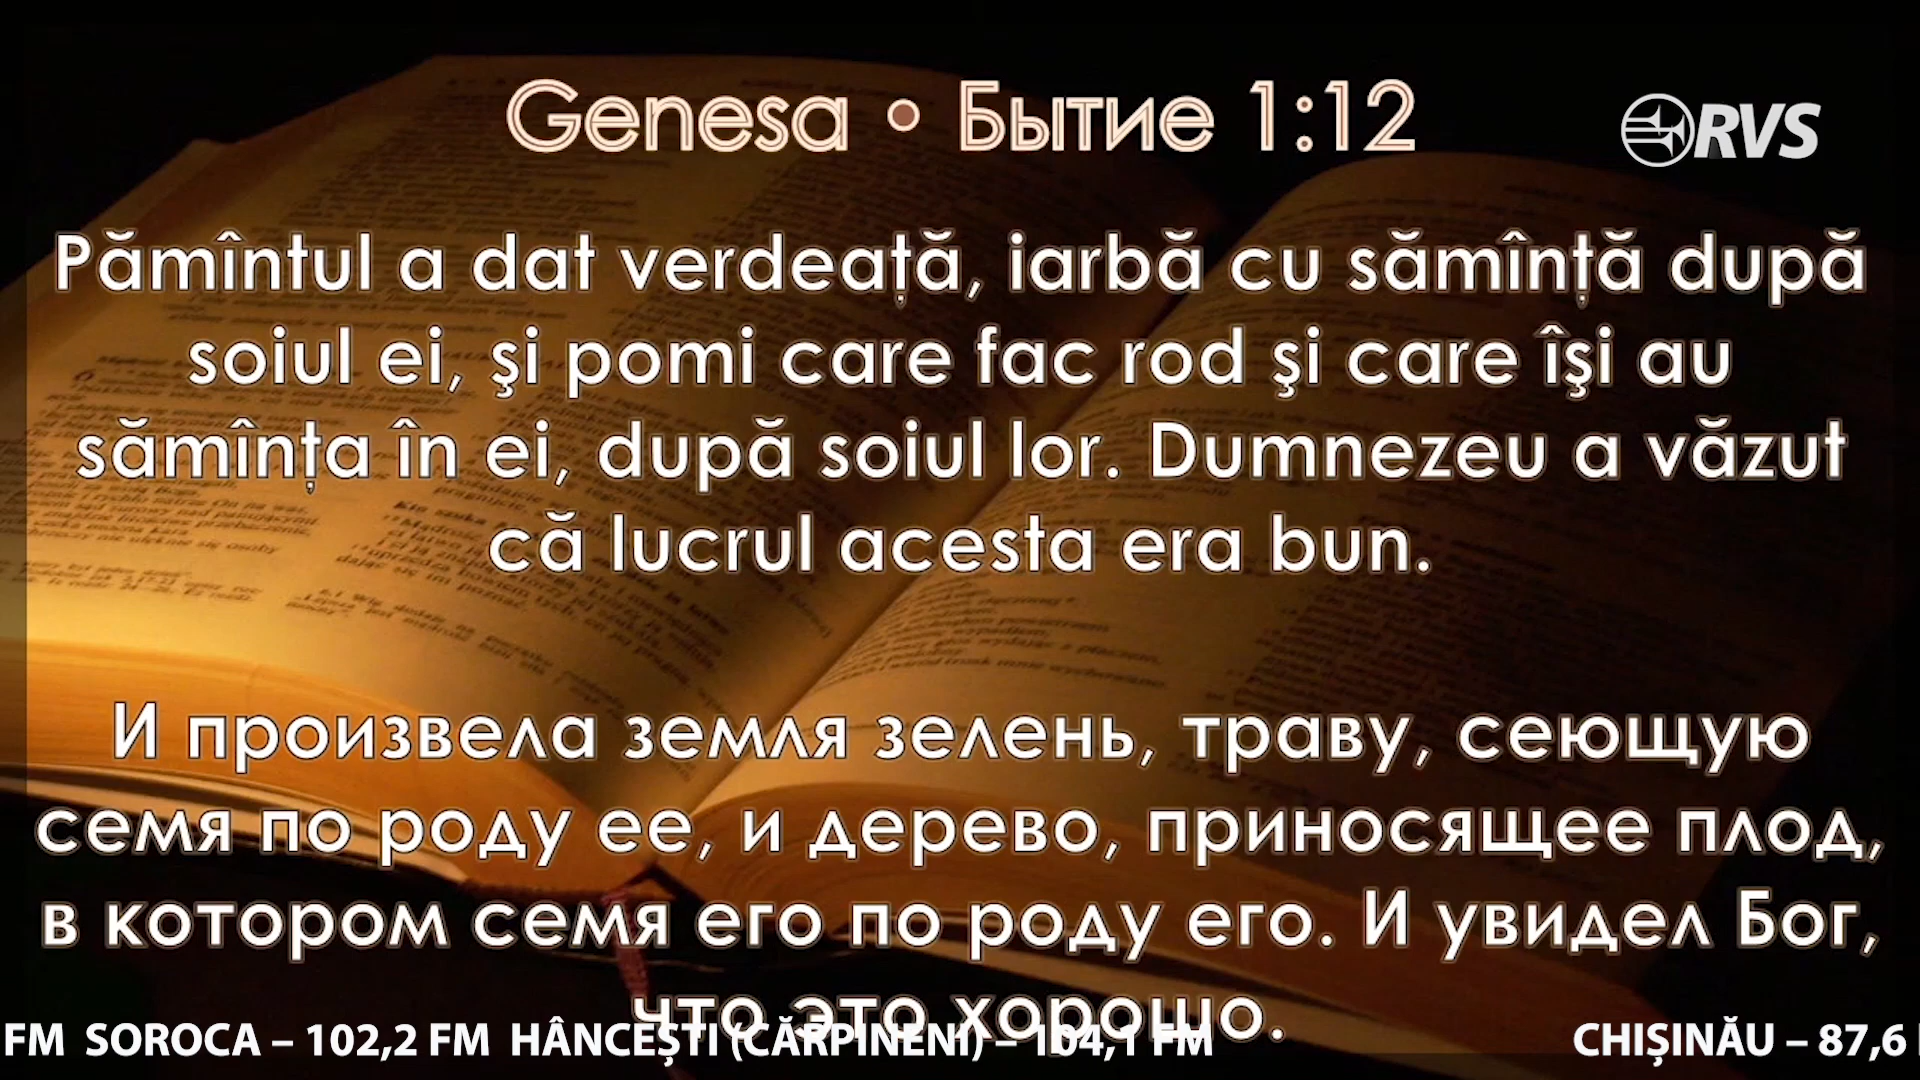 Genesa • Бытие 1:12
RVS
Pămîntul a dat verdeaţă, iarbă cu sămînţă după
soiul ei, şi pomi care fac rod şi care îşi au
sămînţa în ei, după soiul lor. Dumnezeu a văzut
că lucrul acesta era bun.
И произвела земля зелень, траву, сеющую
семя по роду ее, и дерево, приносящее плод,
в котором семя его по роду его. И увидел Бог,
что это хорошо.
FM SOROCA – 102,2 FM HÂNCEȘTI (CĂRPINENI) – 104,1 FM CHIȘINĂU – 87,6